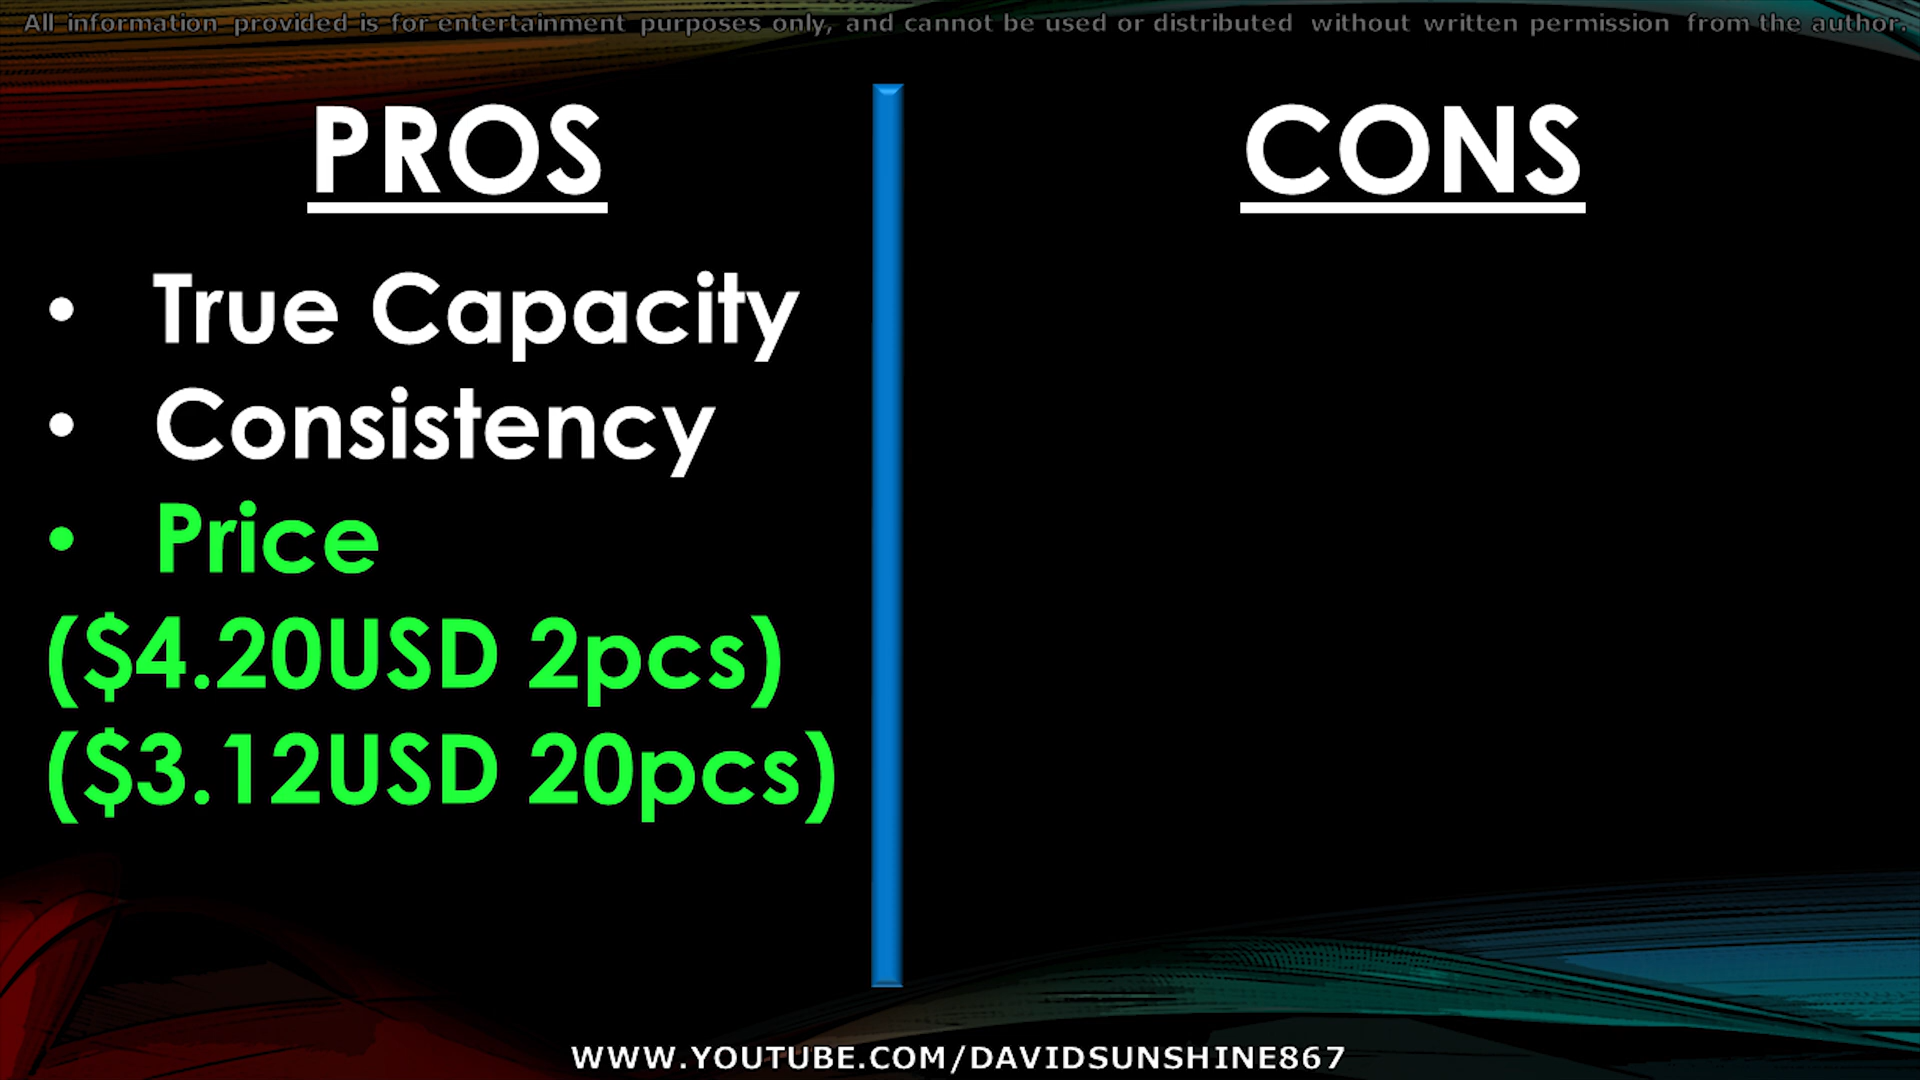 All information provided is for entertainment purposes only, and cannot be used or distributed without written permission from the author.
PROS
• True Capacity
• Consistency
• Price
($4.20USD 2pcs)
($3.12USD 20pcs)
CONS
WWW.YOUTUBE.COM/DAVIDSUNSHINE867